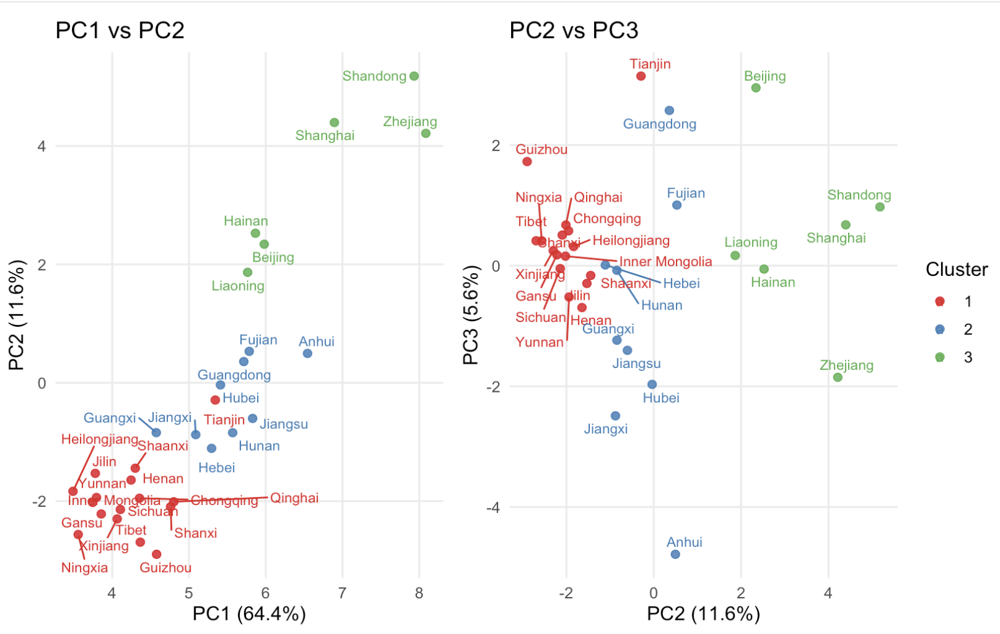 PC1 vs PC2
Shandong
Zhejiang
Shanghai
Hainan
Beijing
Liaoning
Fujian
Anhui
Guangdong
Hubei
Guangxi
Jiangxi
Tianjin
Jiangsu
Heilongjiang
Shaanxi
Hunan
Jilin
Hebei
Yunnan
Henan
Inner Mongolia
Chongqing
Qinghai
Sichuan
Gansu
Tibet
Shanxi
Xinjiang
Ningxia
Guizhou
4
2
0
-2
4 5 6 7 8
PC1 (64.4%)
PC2 (11.6%)
PC2 vs PC3
Tianjin
Beijing
Guangdong
Guizhou
Fujian
Shandong
Ningxia
Qinghai
Tibet
Chongqing
Shanghai
Shanxi
Heilongjiang
Liaoning
Inner Mongolia
Xinjiang
Shaanxi
Hebei
Hainan
Gansu
Jilin
Hunan
Sichuan
Henan
Guangxi
Yunnan
Jiangsu
Zhejiang
Hubei
Jiangxi
Anhui
2
0
-2
-4
-2 0 2 4
PC2 (11.6%)
PC3 (5.6%)
Cluster
a 1
a 2
a 3